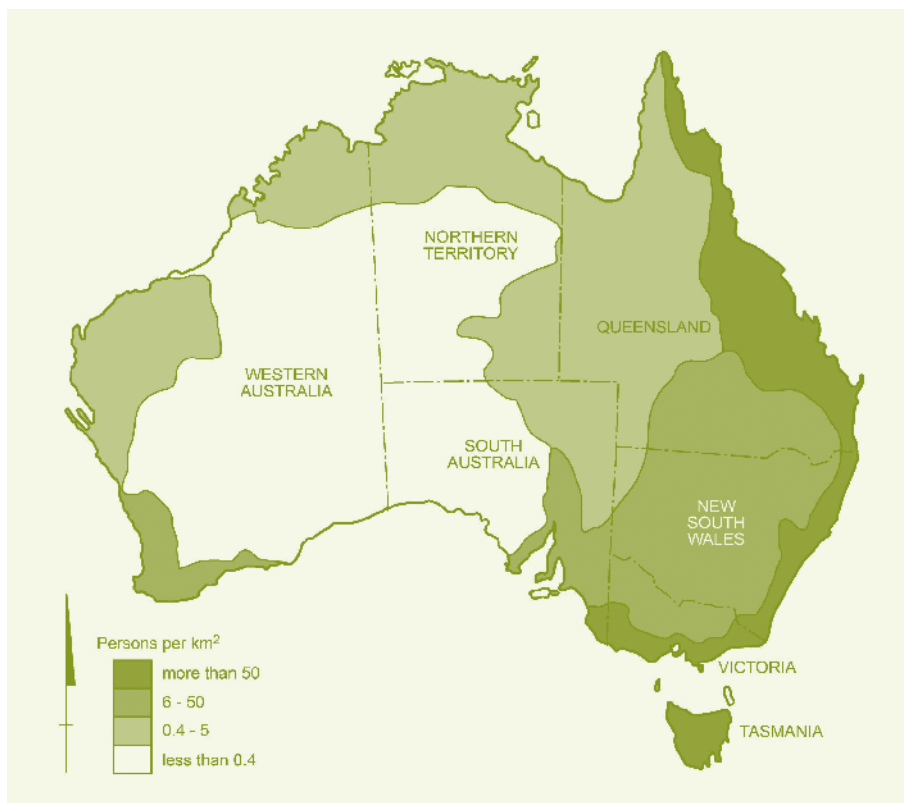 NORTHERN
TERRITORY
QUEENSLAND
WESTERN
AUSTRALIA
SOUTH
AUSTRALIA
NEW
SOUTH
WALES
Persons per km²
more than 50
6 - 50
0.4 - 5
less than 0.4
VICTORIA
TASMANIA